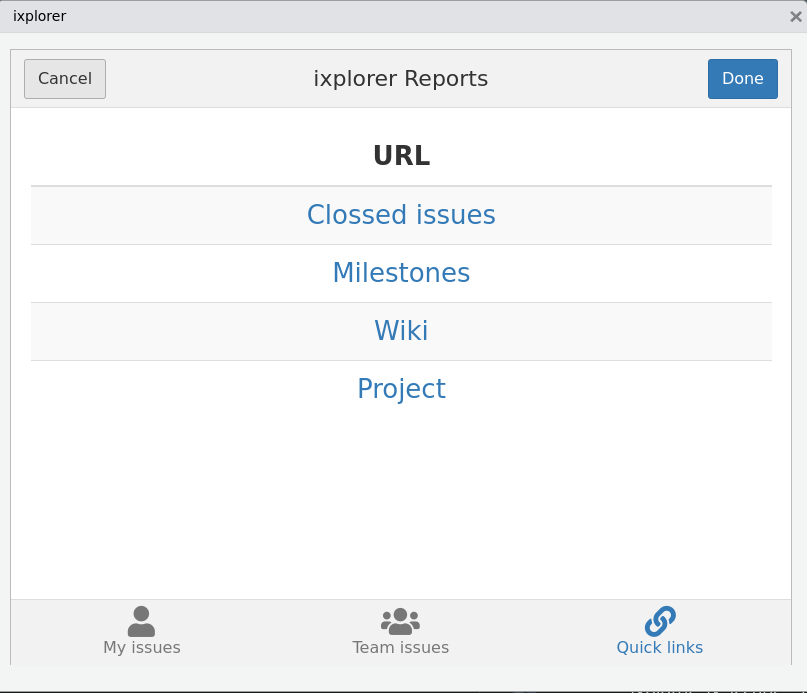 ixplorer
Cancel
ixplorer Reports
Done
URL
Clossed issues
Milestones
Wiki
Project
My issues
Team issues
Quick links